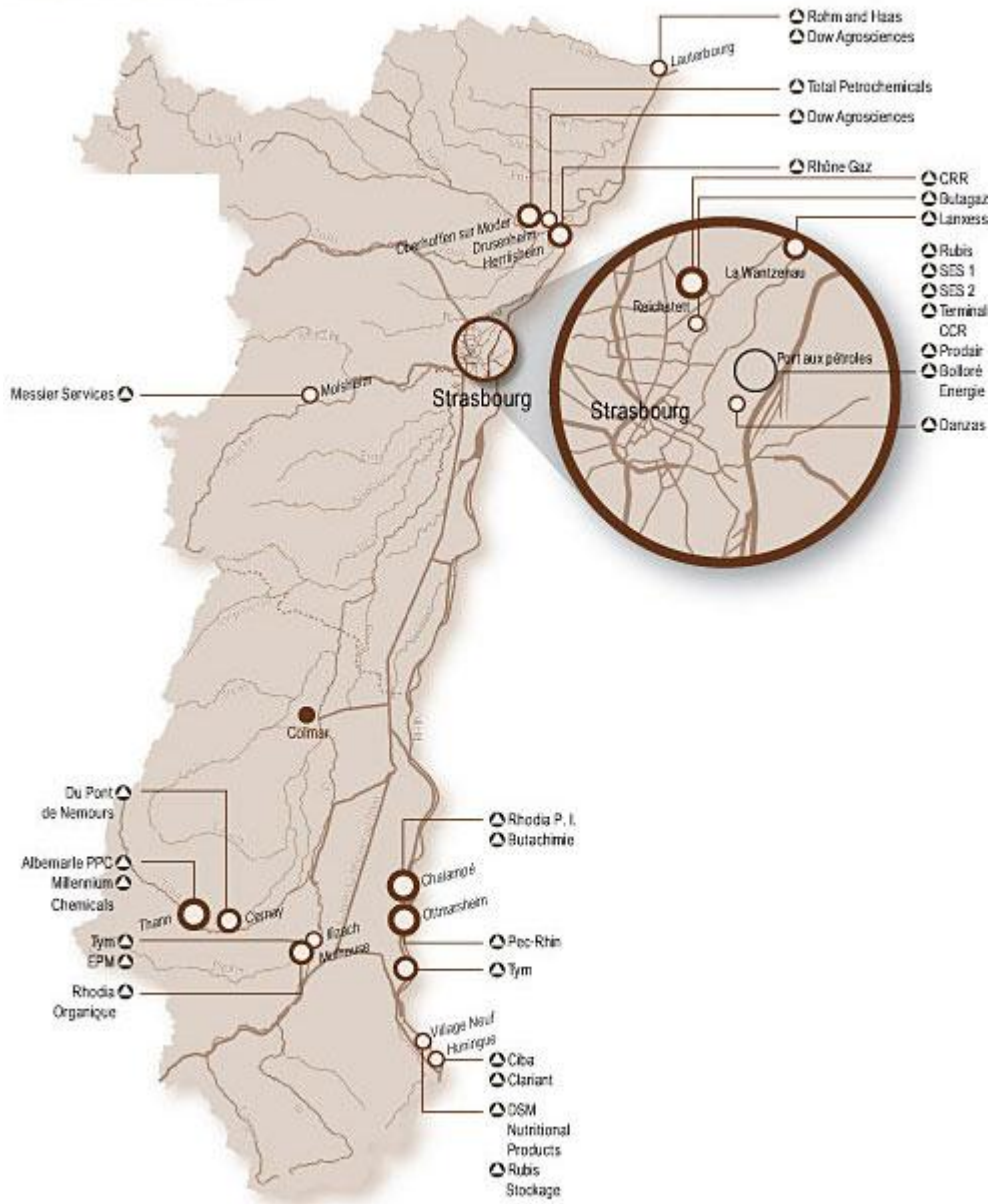 Rohm and Haas
Dow Agrosciences
Lauterbourg
Total Petrochemicals
Dow Agrosciences
Rhône Gaz
CRR
Butagaz
Lanxess
Oberhoffen sur Moder
Drusenheim
Herrlisheim
La Wantzenau
Reichstett
Rubis
SES 1
SES 2
Terminal
CCR
Port aux pétroles
Prodair
Bolloré
Energie
Messier Services
Molsheim
Strasbourg
Strasbourg
Danzas
Colmar
Du Pont
de Nemours
Rhodia P. I.
Butachimie
Albemarle PPC
Millennium
Chemicals
Chalampé
Thann
Cernay
Ottmarsheim
Tym
EPM
Illzach
Mulhouse
Pec-Rhin
Tym
Rhodia
Organique
Village Neuf
Huningue
Ciba
Clariant
DSM
Nutritional
Products
Rubis
Stockage